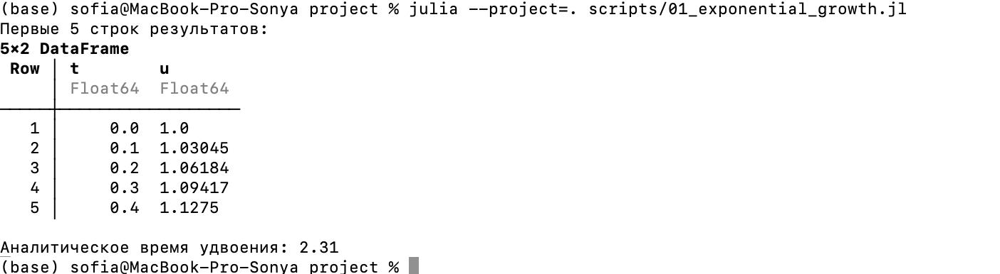 (base) sofia@MacBook-Pro-Sonya project % julia --project=. scripts/01_exponential_growth.jl
Первые 5 строк результатов:
5×2 DataFrame
Row │ t u
│ Float64 Float64
1 │ 0.0 1.0
2 │ 0.1 1.03045
3 │ 0.2 1.06184
4 │ 0.3 1.09417
5 │ 0.4 1.1275
Аналитическое время удвоения: 2.31
(base) sofia@MacBook-Pro-Sonya project %